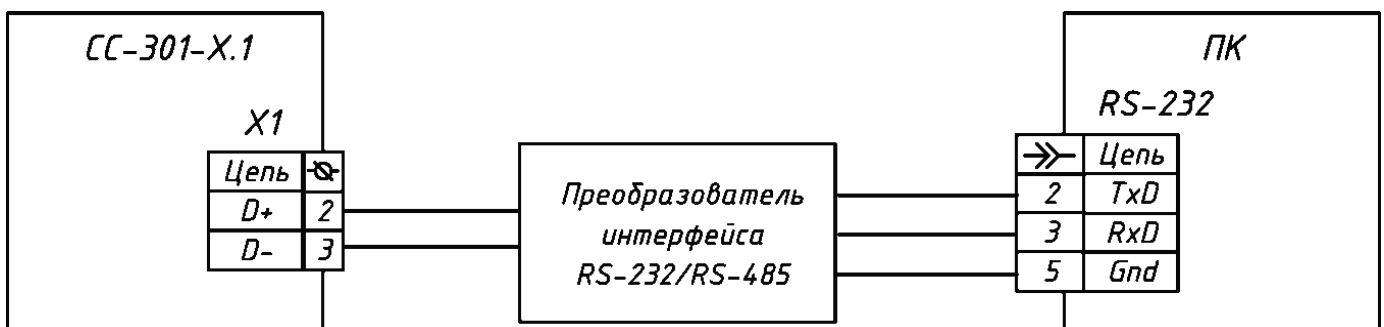 СС-301-Х.1
X1
Цепь
D+ 2
D- 3
Преобразователь
интерфейса
RS-232/RS-485
ПК
RS-232
Цепь
2 TxD
3 RxD
5 Gnd